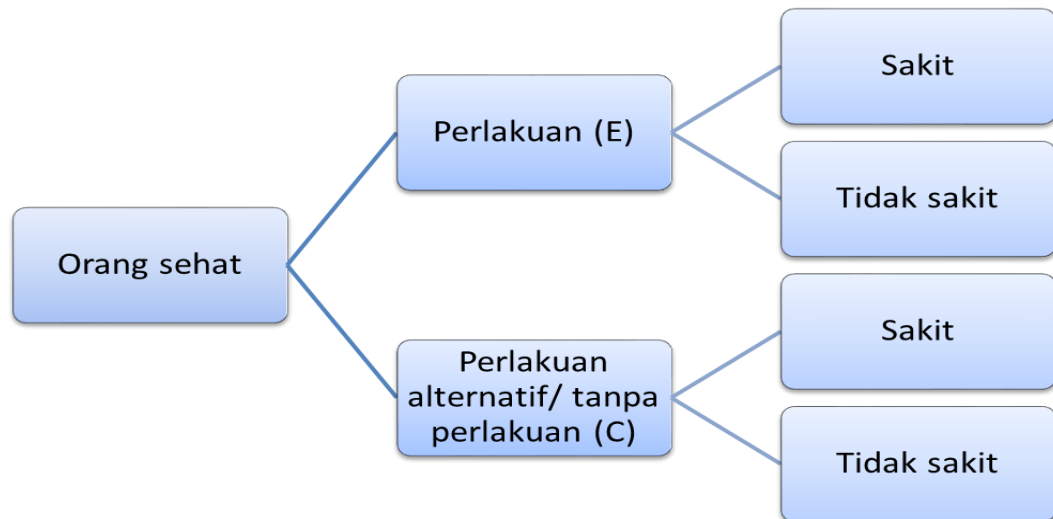 Orang sehat
Perlakuan (E)
Sakit
Tidak sakit
Perlakuan
alternatif/ tanpa
perlakuan (C)
Sakit
Tidak sakit